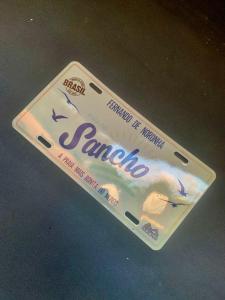 BRASIL
FERNANDO DE NORONHA
Sancho
A PRAIA MAIS BONITA DO MUNDO